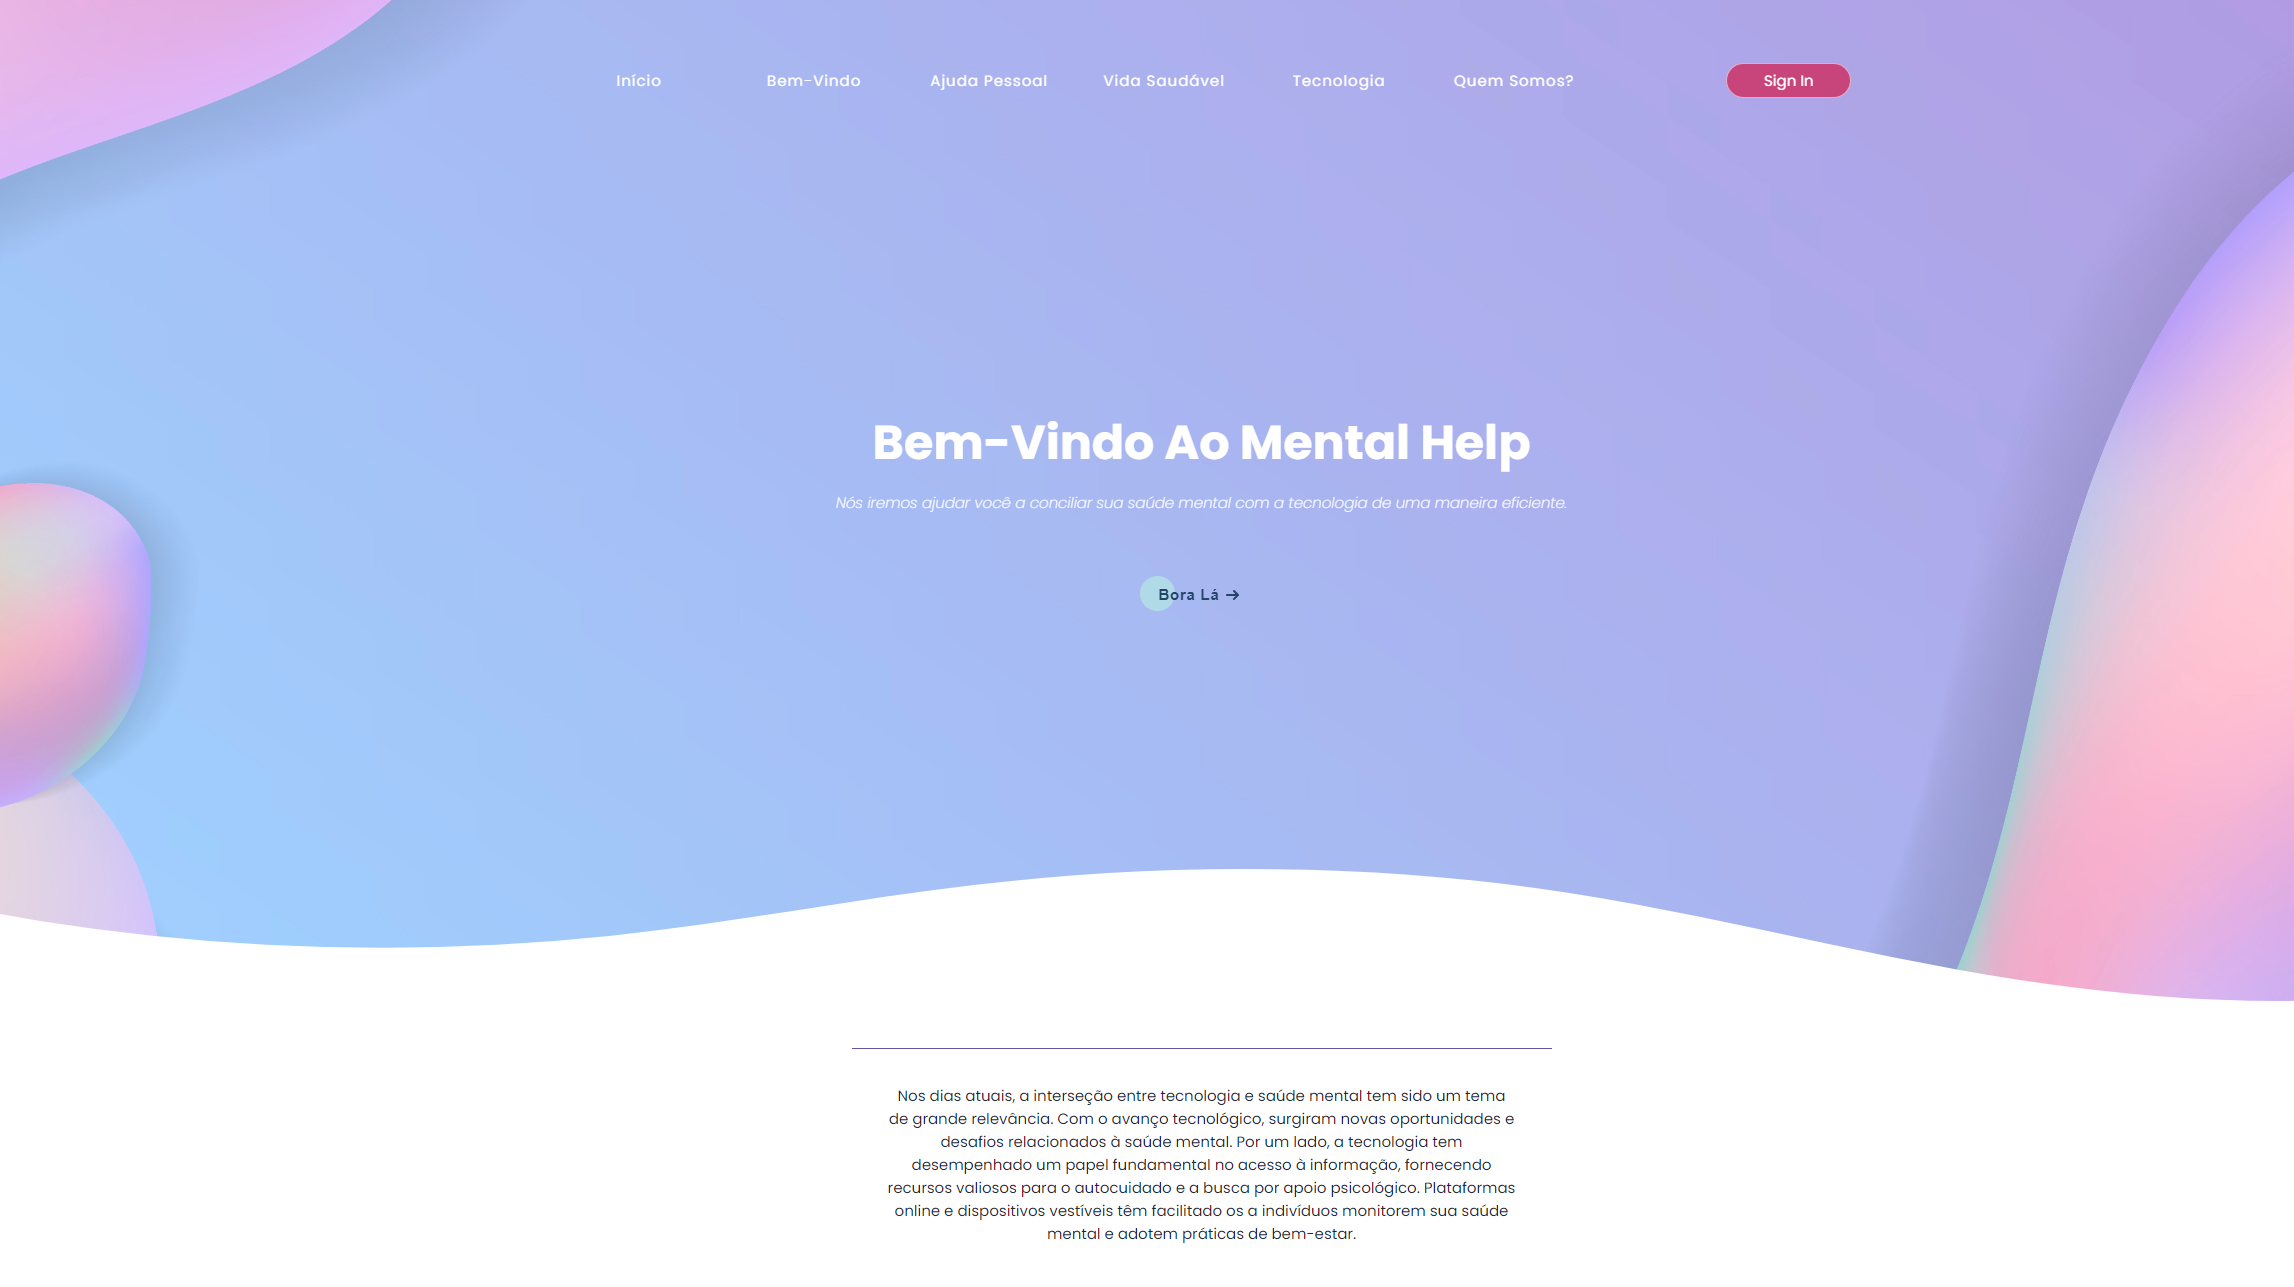 Início Bem-Vindo Ajuda Pessoal Vida Saudável Tecnologia Quem Somos? Sign In
Bem-Vindo Ao Mental Help
Nós iremos ajudar você a conciliar sua saúde mental com a tecnologia de uma maneira eficiente.
Bora Lá →
Nos dias atuais, a interseção entre tecnologia e saúde mental tem sido um tema
de grande relevância. Com o avanço tecnológico, surgiram novas oportunidades e
desafios relacionados à saúde mental. Por um lado, a tecnologia tem
desempenhado um papel fundamental no acesso à informação, fornecendo
recursos valiosos para o autocuidado e a busca por apoio psicológico. Plataformas
online e dispositivos vestíveis têm facilitado os a indivíduos monitorem sua saúde
mental e adotem práticas de bem-estar.